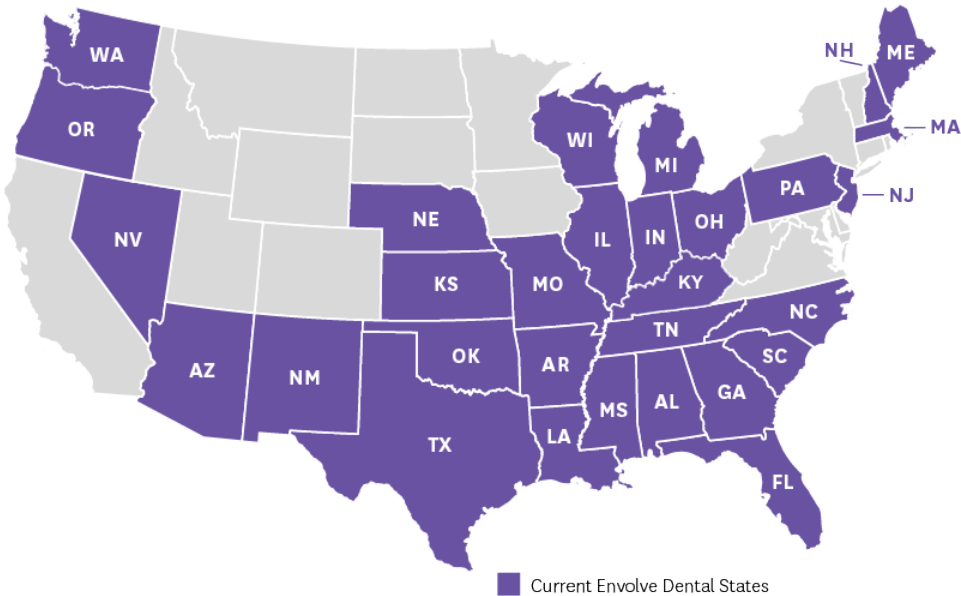 WA
ME
NH
OR
MA
WI
MI
PA
NJ
NE
OH
NV
IL
IN
KS
MO
KY
NC
TN
OK
SC
AZ
AR
NM
GA
AL
MS
LA
TX
FL
Current Envolve Dental States